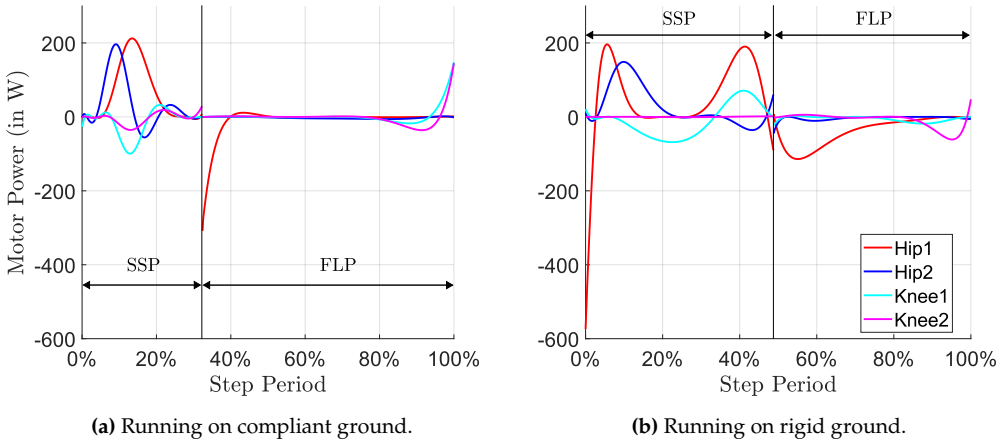 Motor Power (in W)
200
0
-200
-400
-600
SSP
FLP
0%
20%
40%
60%
80%
100%
Step Period
(a) Running on compliant ground.
SSP
FLP
200
0
-200
-400
-600
Hip1
Hip2
Knee1
Knee2
0%
20%
40%
60%
80%
100%
Step Period
(b) Running on rigid ground.